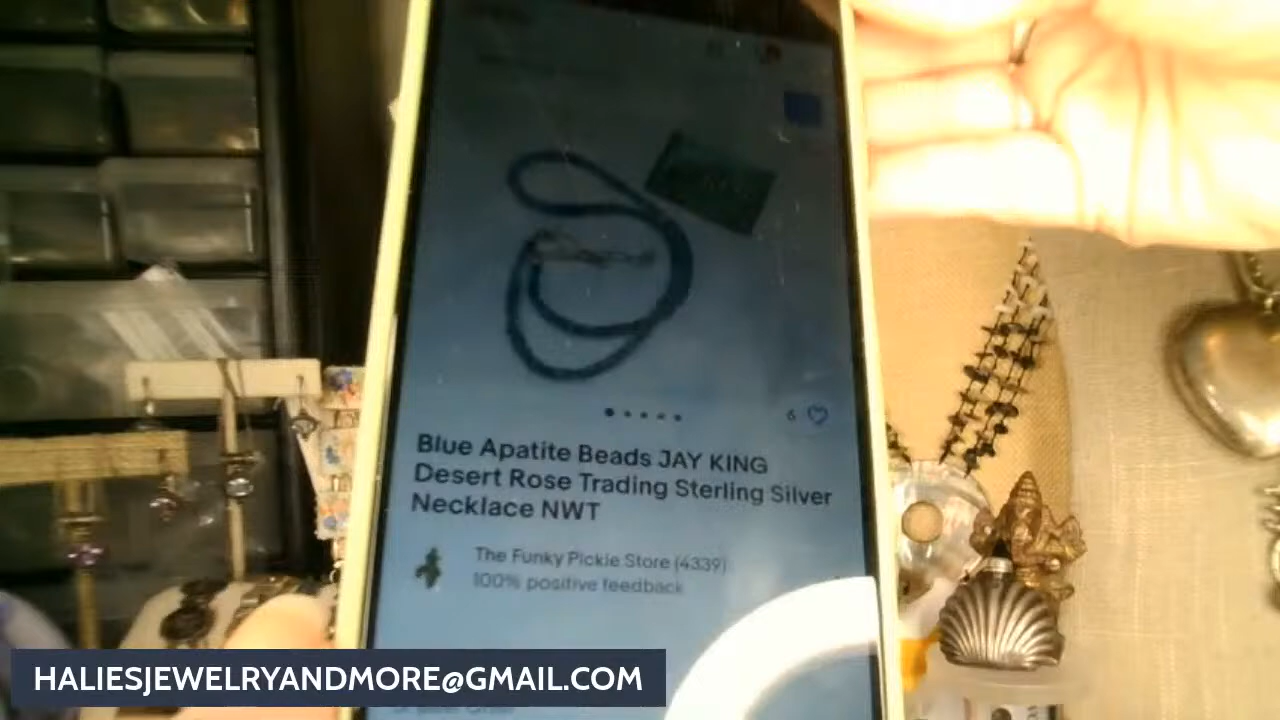 6
Blue Apatite Beads JAY KING
Desert Rose Trading Sterling Silver
Necklace NWT
The Funky Pickle Store (4339)
100% positive feedback
HALIESJEWELRYANDMORE@GMAIL.COM